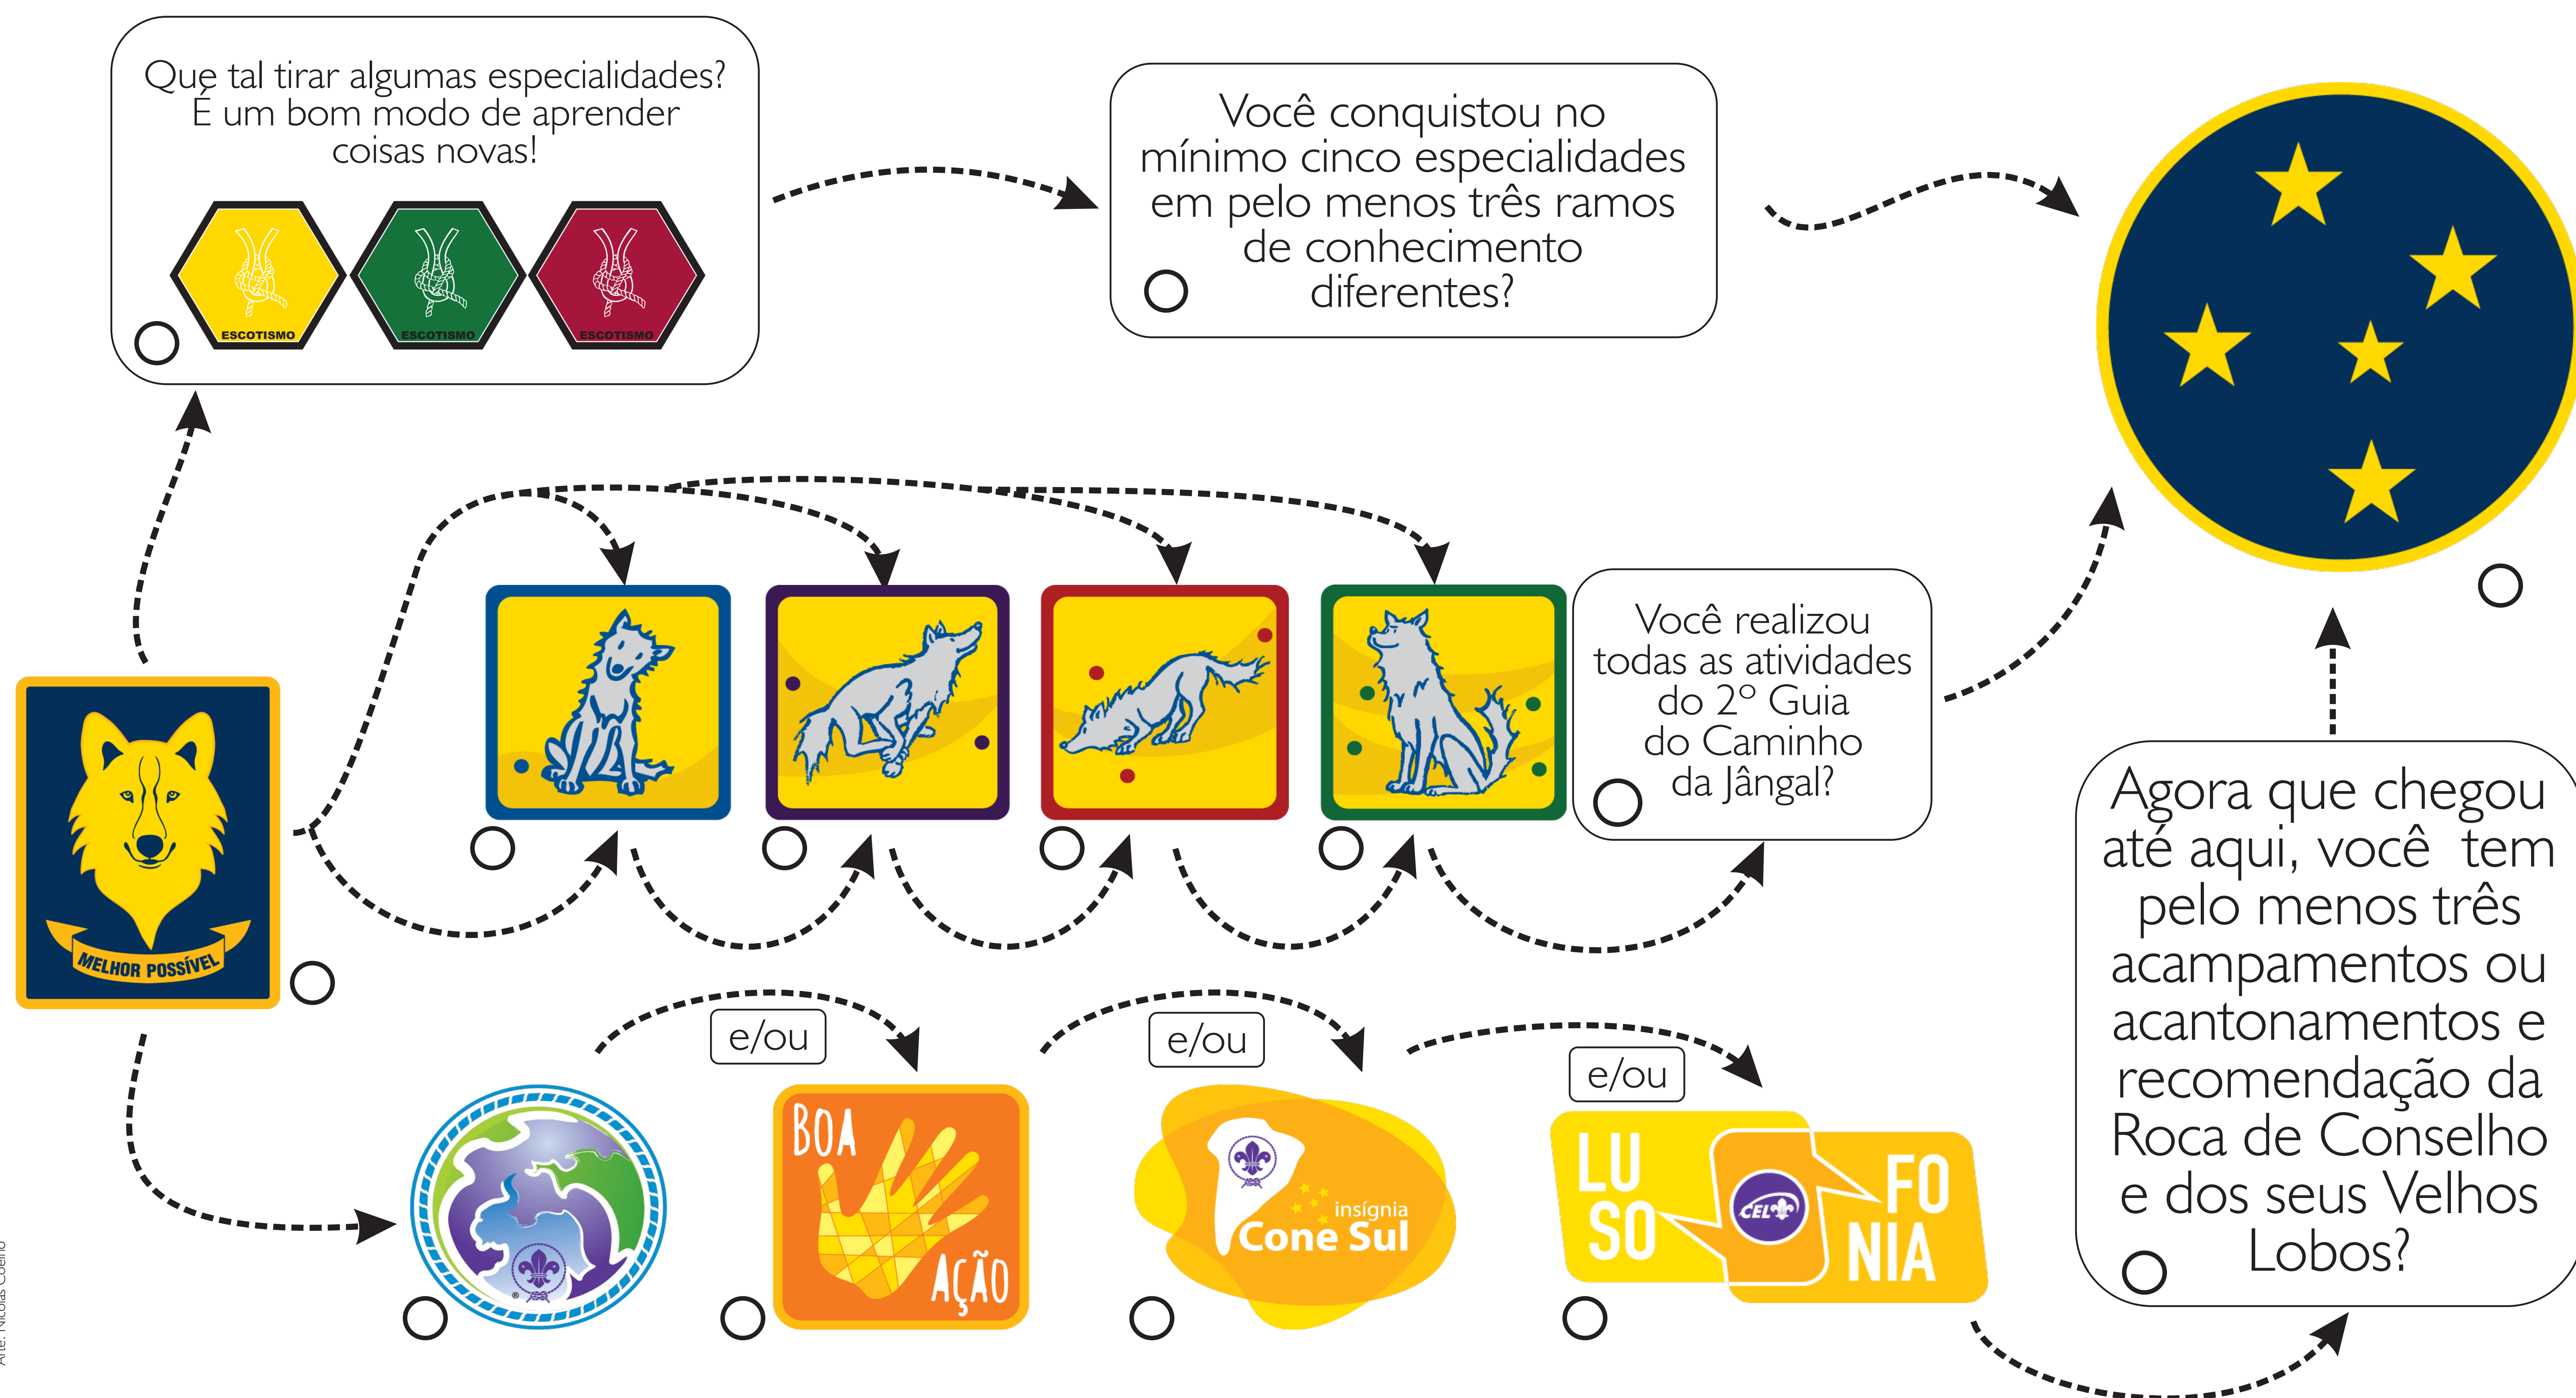 Que tal tirar algumas especialidades?
É um bom modo de aprender
coisas novas!
ESCOTISMO
ESCOTISMO
ESCOTISMO
Você conquistou no
mínimo cinco especialidades
em pelo menos três ramos
de conhecimento
diferentes?
Você realizou
todas as atividades
do 2º Guia
do Caminho
da Jângal?
MELHOR POSSÍVEL
Agora que chegou
até aqui, você tem
pelo menos três
acampamentos ou
acantonamentos e
recomendação da
Roca de Conselho
e dos seus Velhos
Lobos?
e/ou
e/ou
e/ou
®
BOA
AÇÃO
insígnia
Cone Sul
LU
SO
CEL
FO
NIA
Arte: Nicolas Coelho